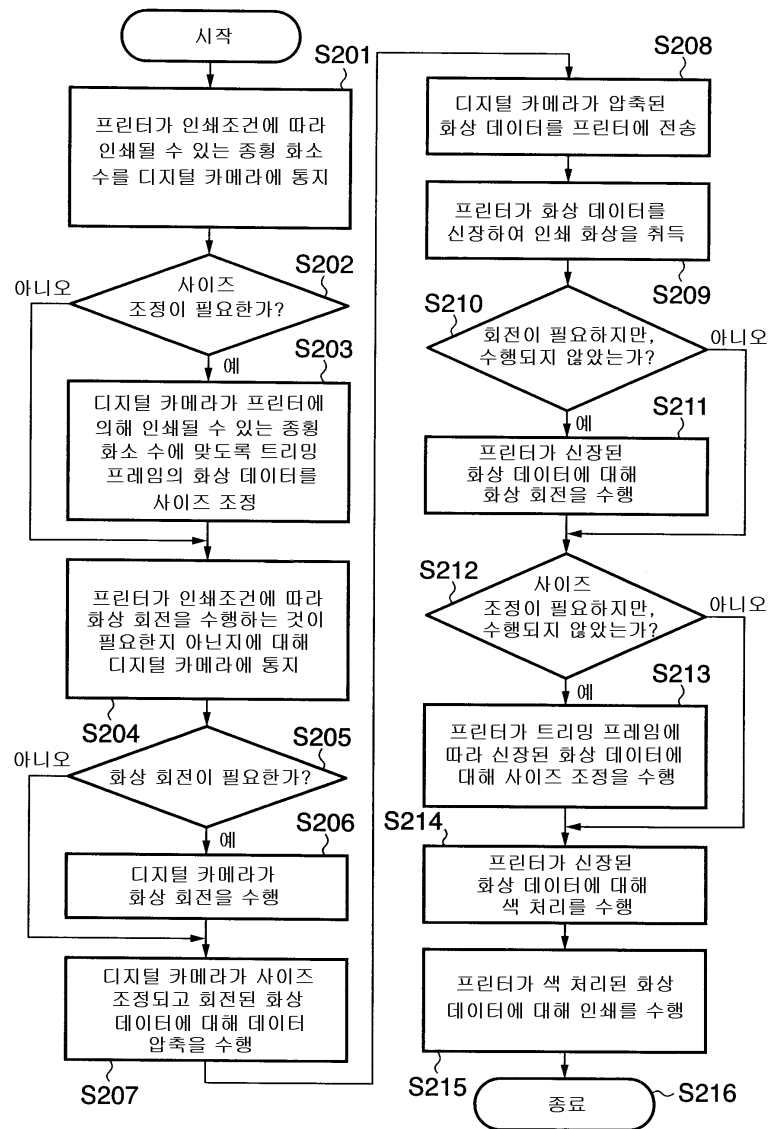 시작
S201
프린터가 인쇄조건에 따라
인쇄될 수 있는 종횡 화소
수를 디지털 카메라에 통지
S202
아니오
사이즈
조정이 필요한가?
예
S203
디지털 카메라가 프린터에
의해 인쇄될 수 있는 종횡
화소 수에 맞도록 트리밍
프레임의 화상 데이터를
사이즈 조정
프린터가 인쇄조건에 따라
화상 회전을 수행하는 것이
필요한지 아닌지에 대해
디지털 카메라에 통지
S204
S205
아니오
화상 회전이 필요한가?
예
S206
디지털 카메라가
화상 회전을 수행
디지털 카메라가 사이즈
조정되고 회전된 화상
데이터에 대해 데이터
압축을 수행
S207
S208
디지털 카메라가 압축된
화상 데이터를 프린터에 전송
프린터가 화상 데이터를
신장하여 인쇄 화상을 취득
S209
S210
회전이 필요하지만,
수행되지 않았는가?
아니오
예
S211
프린터가 신장된
화상 데이터에 대해
화상 회전을 수행
S212
사이즈
조정이 필요하지만,
수행되지 않았는가?
아니오
예
S213
프린터가 트리밍 프레임에
따라 신장된 화상 데이터에
대해 사이즈 조정을 수행
S214
프린터가 신장된
화상 데이터에 대해
색 처리를 수행
프린터가 색 처리된 화상
데이터에 대해 인쇄를 수행
S215
종료
S216